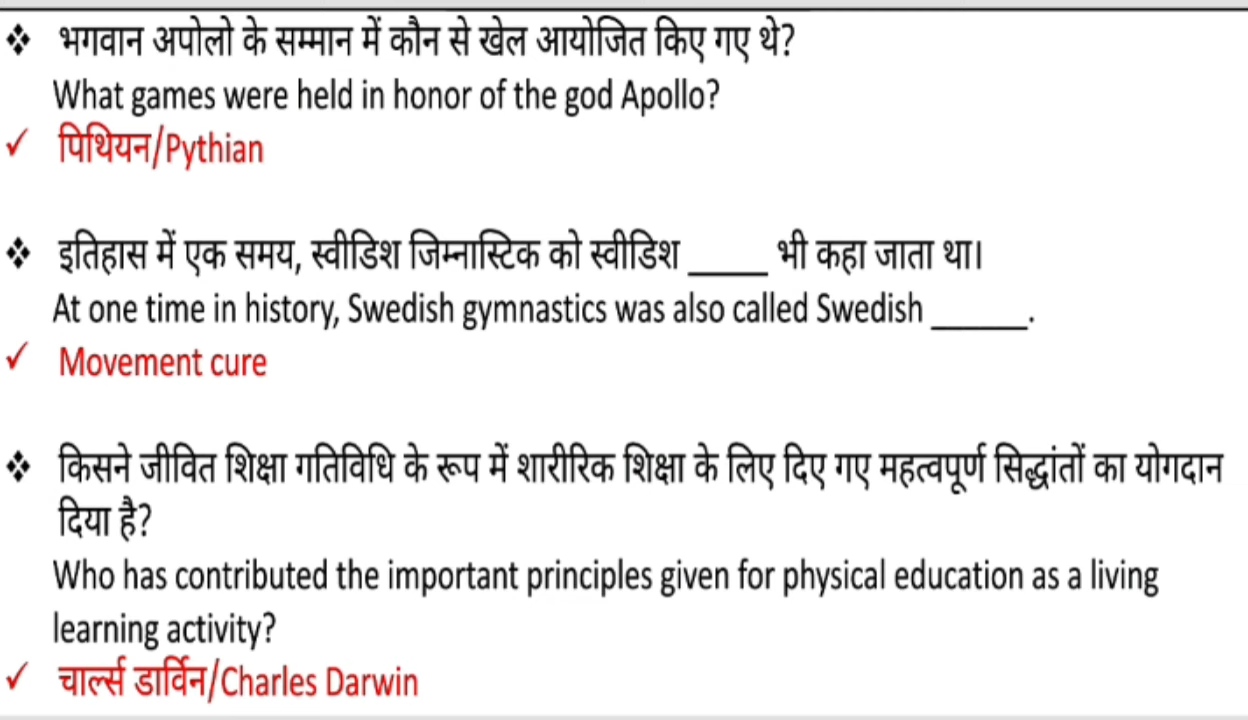 ❖ भगवान अपोलो के सम्मान में कौन से खेल आयोजित किए गए थे?
What games were held in honor of the god Apollo?
✓ पिथियन/Pythian
❖ इतिहास में एक समय, स्वीडिश जिम्नास्टिक को स्वीडिश _____ भी कहा जाता था।
At one time in history, Swedish gymnastics was also called Swedish ______.
✓ Movement cure
❖ किसने जीवित शिक्षा गतिविधि के रूप में शारीरिक शिक्षा के लिए दिए गए महत्वपूर्ण सिद्धांतों का योगदान
दिया है?
Who has contributed the important principles given for physical education as a living
learning activity?
✓ चार्ल्स डार्विन/Charles Darwin